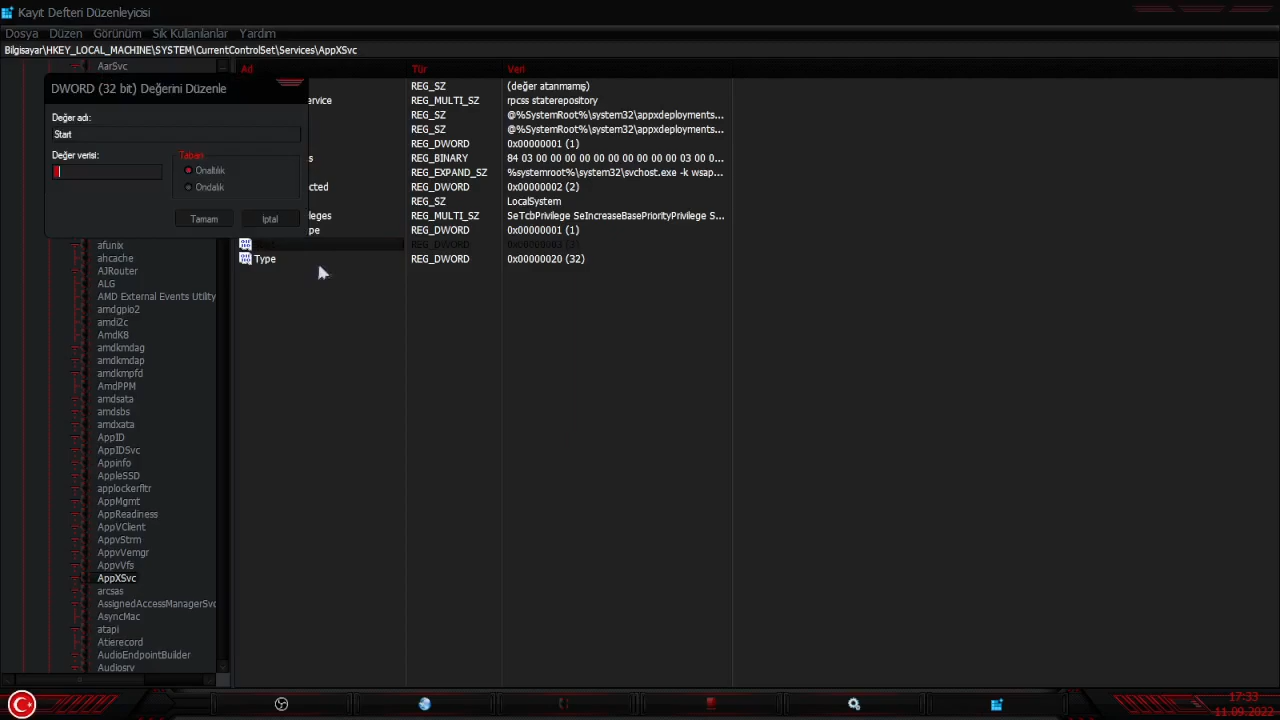 Kayıt Defteri Düzenleyicisi
Dosya Düzen Görünüm Sık Kullanılanlar Yardım
Bilgisayar\HKEY_LOCAL_MACHINE\SYSTEM\CurrentControlSet\Services\AppXSvc
AarSvc
DWORD (32 bit) Değerini Düzenle
Değer adı:
Start
Değer verisi:
Taban
Onaltılık
Ondalık
Tamam İptal
afunix
ahcache
AJRouter
ALG
AMD External Events Utility
amdgpio2
amdi2c
AmdK8
amdkmdag
amdkmdap
amdkmpfd
AmdPPM
amdsata
amdsbs
amdxata
AppID
AppIDSvc
Appinfo
AppleSSD
applockerfltr
AppMgmt
AppReadiness
AppVClient
AppvStrm
AppvVemgr
AppvVfs
AppXSvc
arcsas
AssignedAccessManagerSvc
AsyncMac
atapi
Atierecord
AudioEndpointBuilder
Audiosrv
Ad Tür Veri
REG_SZ (değer atanmamış)
ervice REG_MULTI_SZ rpcss staterepository
REG_SZ @%SystemRoot%\system32\appxdeployments...
REG_SZ @%SystemRoot%\system32\appxdeployments...
REG_DWORD 0x00000001 (1)
s REG_BINARY 84 03 00 00 00 00 00 00 00 00 00 00 03 00 0...
REG_EXPAND_SZ %systemroot%\system32\svchost.exe -k wsap...
cted REG_DWORD 0x00000002 (2)
REG_SZ LocalSystem
leges REG_MULTI_SZ SeTcbPrivilege SeIncreaseBasePriorityPrivilege S...
pe REG_DWORD 0x00000001 (1)
REG_DWORD 0x00000003 (3)
Type REG_DWORD 0x00000020 (32)
17:33
11.09.2022